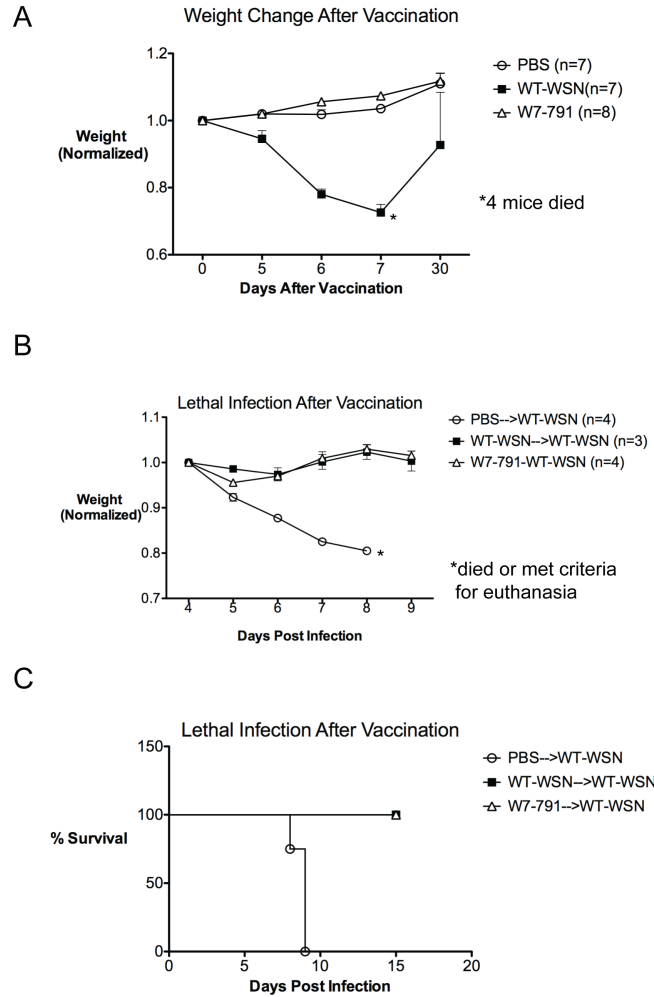 A
Weight Change After Vaccination
1.2
1.0
0.8
0.6
Weight
(Normalized)
PBS (n=7)
WT-WSN(n=7)
W7-791 (n=8)
*4 mice died
*
0 5 6 7 30
Days After Vaccination
B
Lethal Infection After Vaccination
1.1
1.0
0.9
0.8
0.7
Weight
(Normalized)
PBS-->WT-WSN (n=4)
WT-WSN-->WT-WSN (n=3)
W7-791-WT-WSN (n=4)
*
*died or met criteria
for euthanasia
4 5 6 7 8 9
Days Post Infection
C
Lethal Infection After Vaccination
150
100
50
0
% Survival
PBS-->WT-WSN
WT-WSN-->WT-WSN
W7-791-->WT-WSN
0 5 10 15 20
Days Post Infection